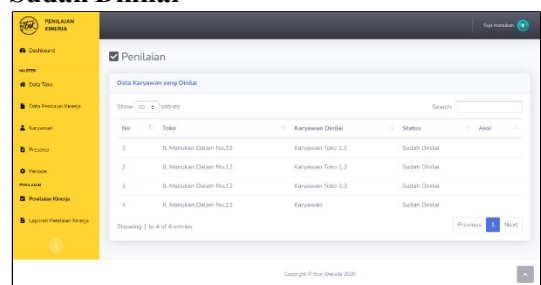 Sudah Dinilai
PENILAIAN
KINERJA
Sup manukan
Dashboard
Penilaian
MASTER
Data Toko
Data Karyawan yang Dinilai
Data Penilaian Kinerja
Show 10 entries
Search:
Karyawan
No Toko Karyawan Dinilai Status Aksi
Presensi
1 Jl. Manukan Dalam No.12 Karyawan Toko 1.1 Sudah Dinilai
Periode
2 Jl. Manukan Dalam No.12 Karyawan Toko 1.2 Sudah Dinilai
PENILAIAN
3 Jl. Manukan Dalam No.12 Karyawan Toko 1.3 Sudah Dinilai
Penilaian Kinerja
4 Jl. Manukan Dalam No.12 Karyawan Sudah Dinilai
Laporan Penilaian Kinerja
Showing 1 to 4 of 4 entries
Previous 1 Next
Copyright © Your Website 2020